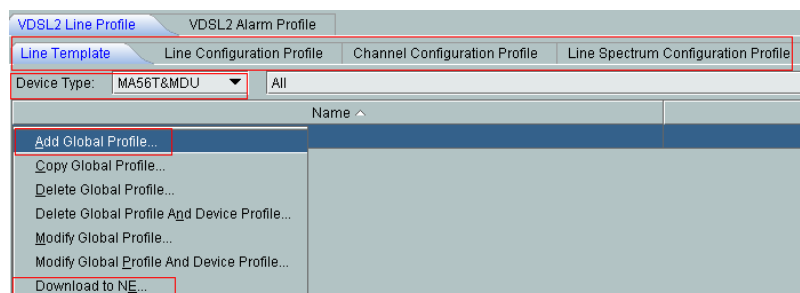 VDSL2 Line Profile VDSL2 Alarm Profile
Line Template Line Configuration Profile Channel Configuration Profile Line Spectrum Configuration Profile
Device Type: MA56T&MDU All
Name
Add Global Profile...
Copy Global Profile...
Delete Global Profile...
Delete Global Profile And Device Profile...
Modify Global Profile...
Modify Global Profile And Device Profile...
Download to NE...